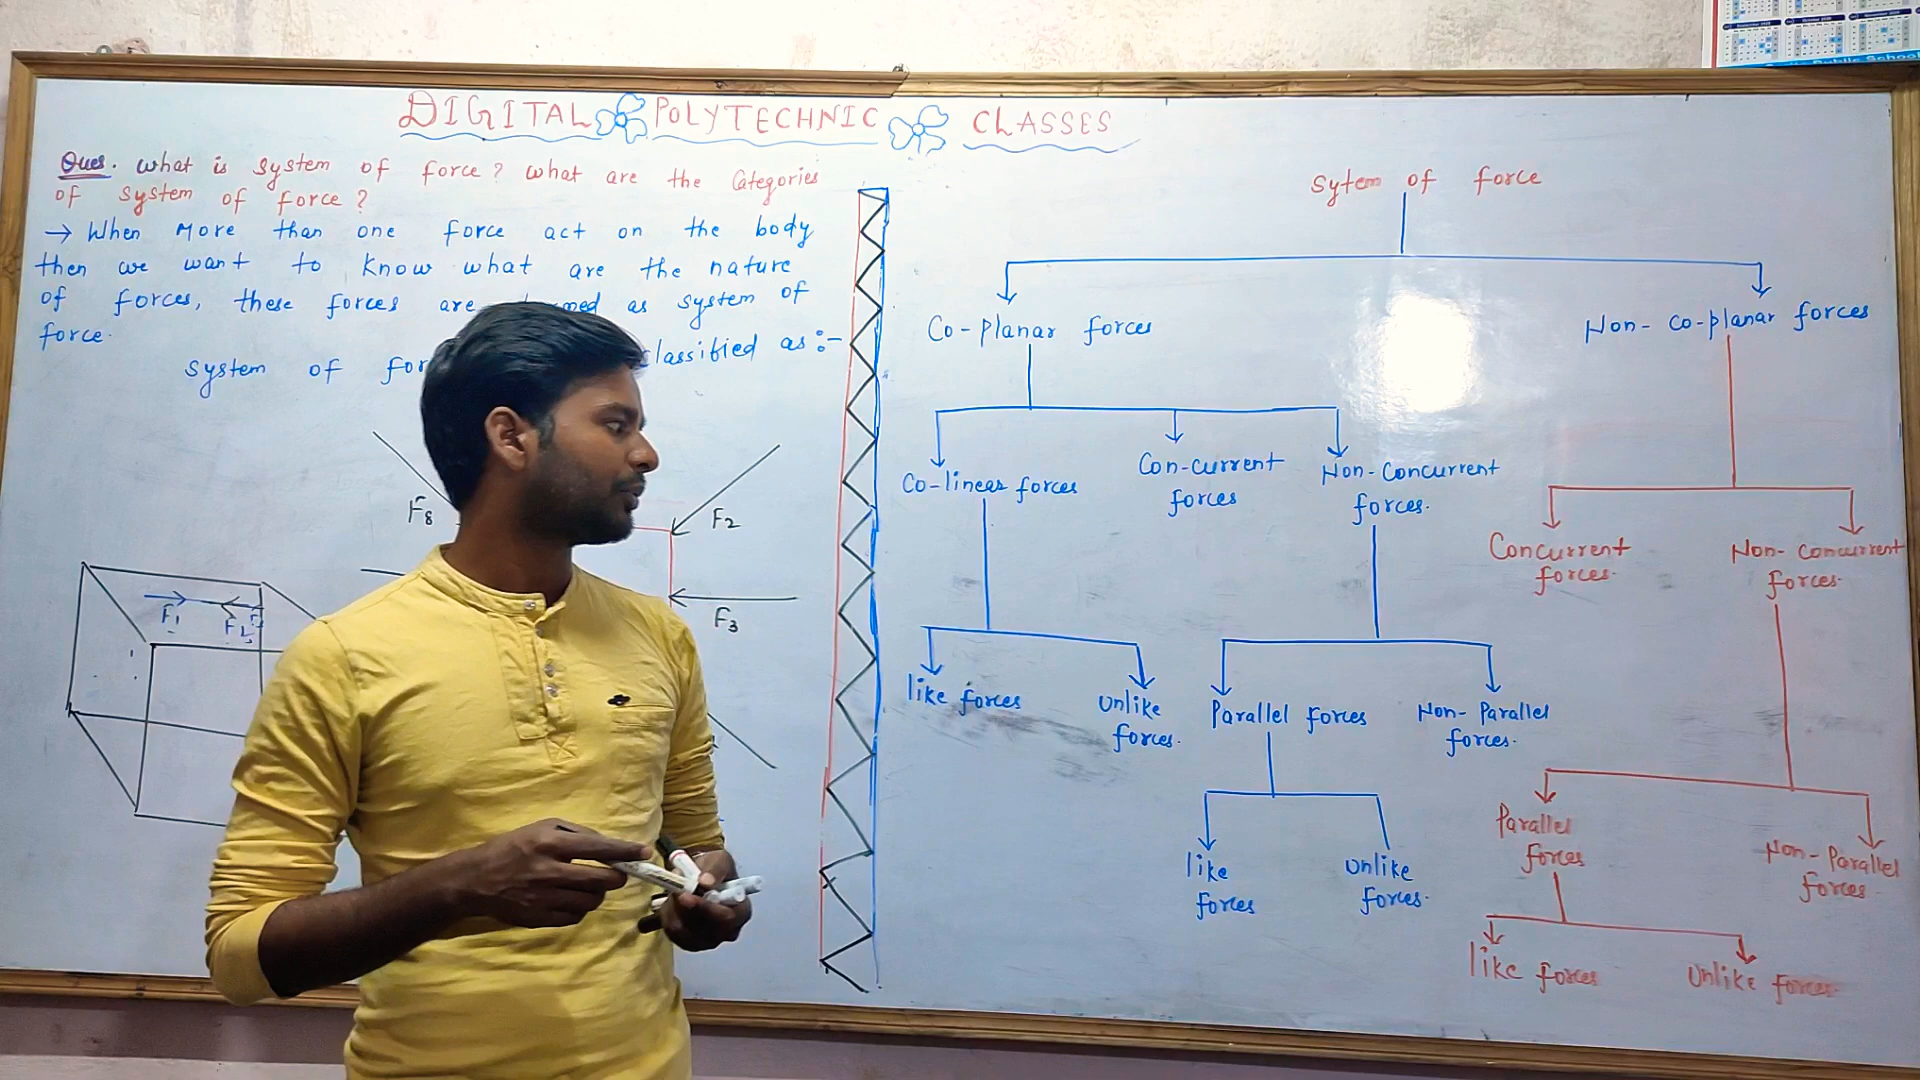 DIGITAL POLYTECHNIC CLASSES
Ques. What is System of force? What are the Categories
of System of force?
→ When More than one force act on the body
then we want to know what are the nature
of forces, these forces are as system of
force.
System of classified as :-
F8
F2
F3
F1
F2
Sytem of force
Co-planar forces
Non-co-planar forces
Co-linear forces
Con-current
forces
Non-Concurrent
forces.
Concurrent
forces.
Non-Concurrent
forces.
like forces
Unlike
forces.
Parallel forces
Non-Parallel
forces.
like
forces
Unlike
forces.
Parallel
forces
Non-Parallel
forces.
like forces
Unlike forces.